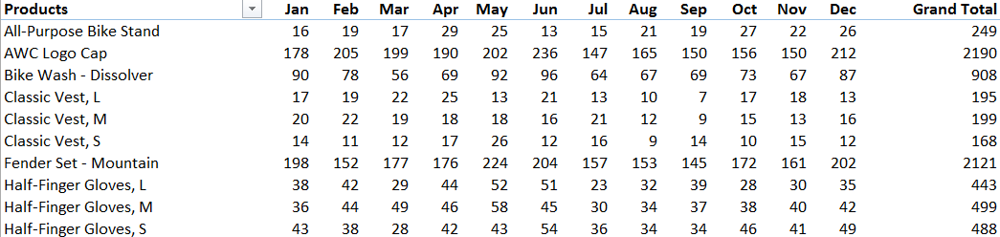 Products Jan Feb Mar Apr May Jun Jul Aug Sep Oct Nov Dec Grand Total
All-Purpose Bike Stand 16 19 17 29 25 13 15 21 19 27 22 26 249
AWC Logo Cap 178 205 199 190 202 236 147 165 150 156 150 212 2190
Bike Wash - Dissolver 90 78 56 69 92 96 64 67 69 73 67 87 908
Classic Vest, L 17 19 22 25 13 21 13 10 7 17 18 13 195
Classic Vest, M 20 22 19 18 18 16 21 12 9 15 13 16 199
Classic Vest, S 14 11 12 17 26 12 16 9 14 10 15 12 168
Fender Set - Mountain 198 152 177 176 224 204 157 153 145 172 161 202 2121
Half-Finger Gloves, L 38 42 29 44 52 51 23 32 39 28 30 35 443
Half-Finger Gloves, M 36 44 49 46 58 45 30 34 37 38 40 42 499
Half-Finger Gloves, S 43 38 28 42 43 54 36 34 34 46 41 49 488